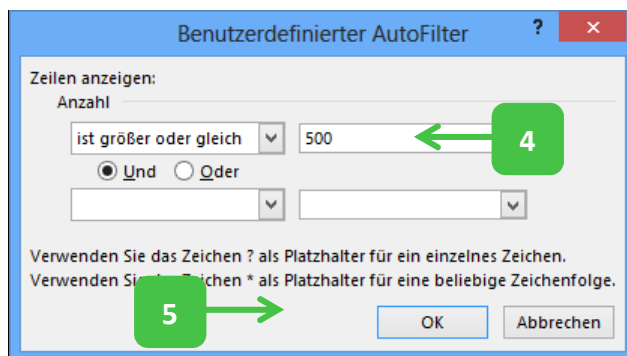 Benutzerdefinierter AutoFilter ? ×
Zeilen anzeigen:
Anzahl
ist größer oder gleich 500 4
Und Oder
Verwenden Sie das Zeichen ? als Platzhalter für ein einzelnes Zeichen.
Verwenden Zeichen * als Platzhalter für eine beliebige Zeichenfolge.
5 OK Abbrechen